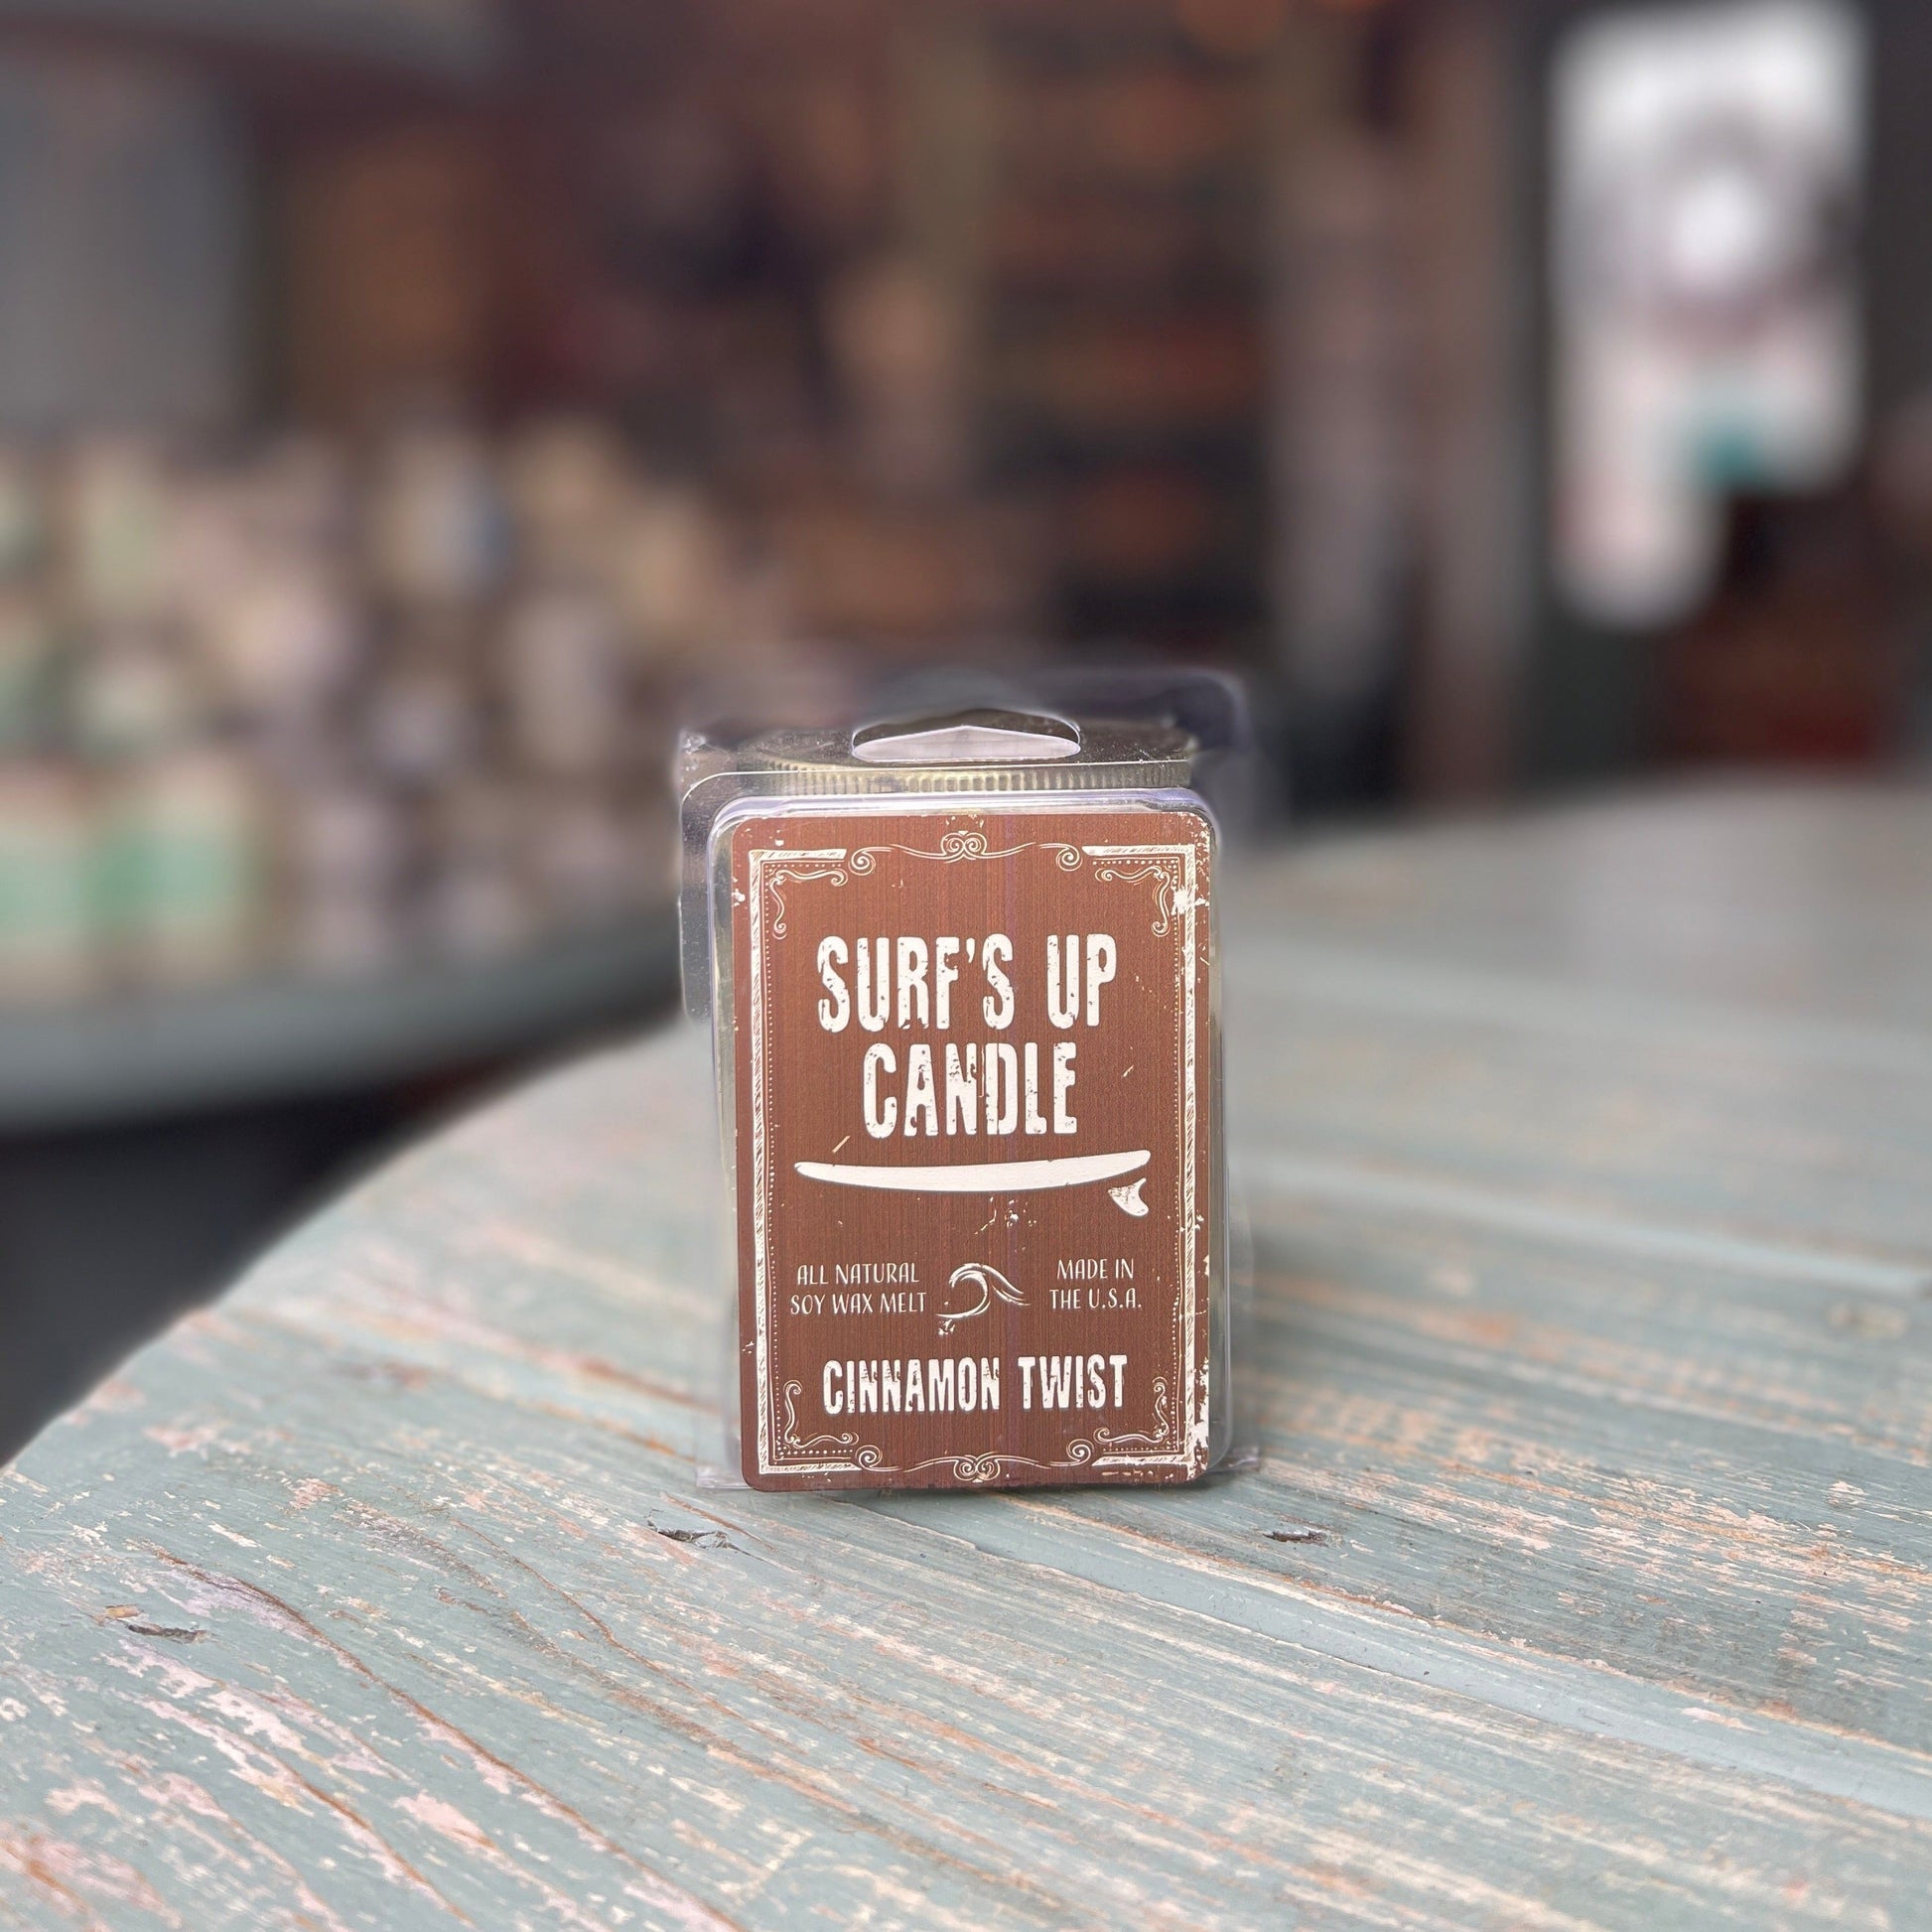 SURF'S UP
CANDLE
ALL NATURAL
SOY WAX MELT
MADE IN
THE U.S.A.
CINNAMON TWIST